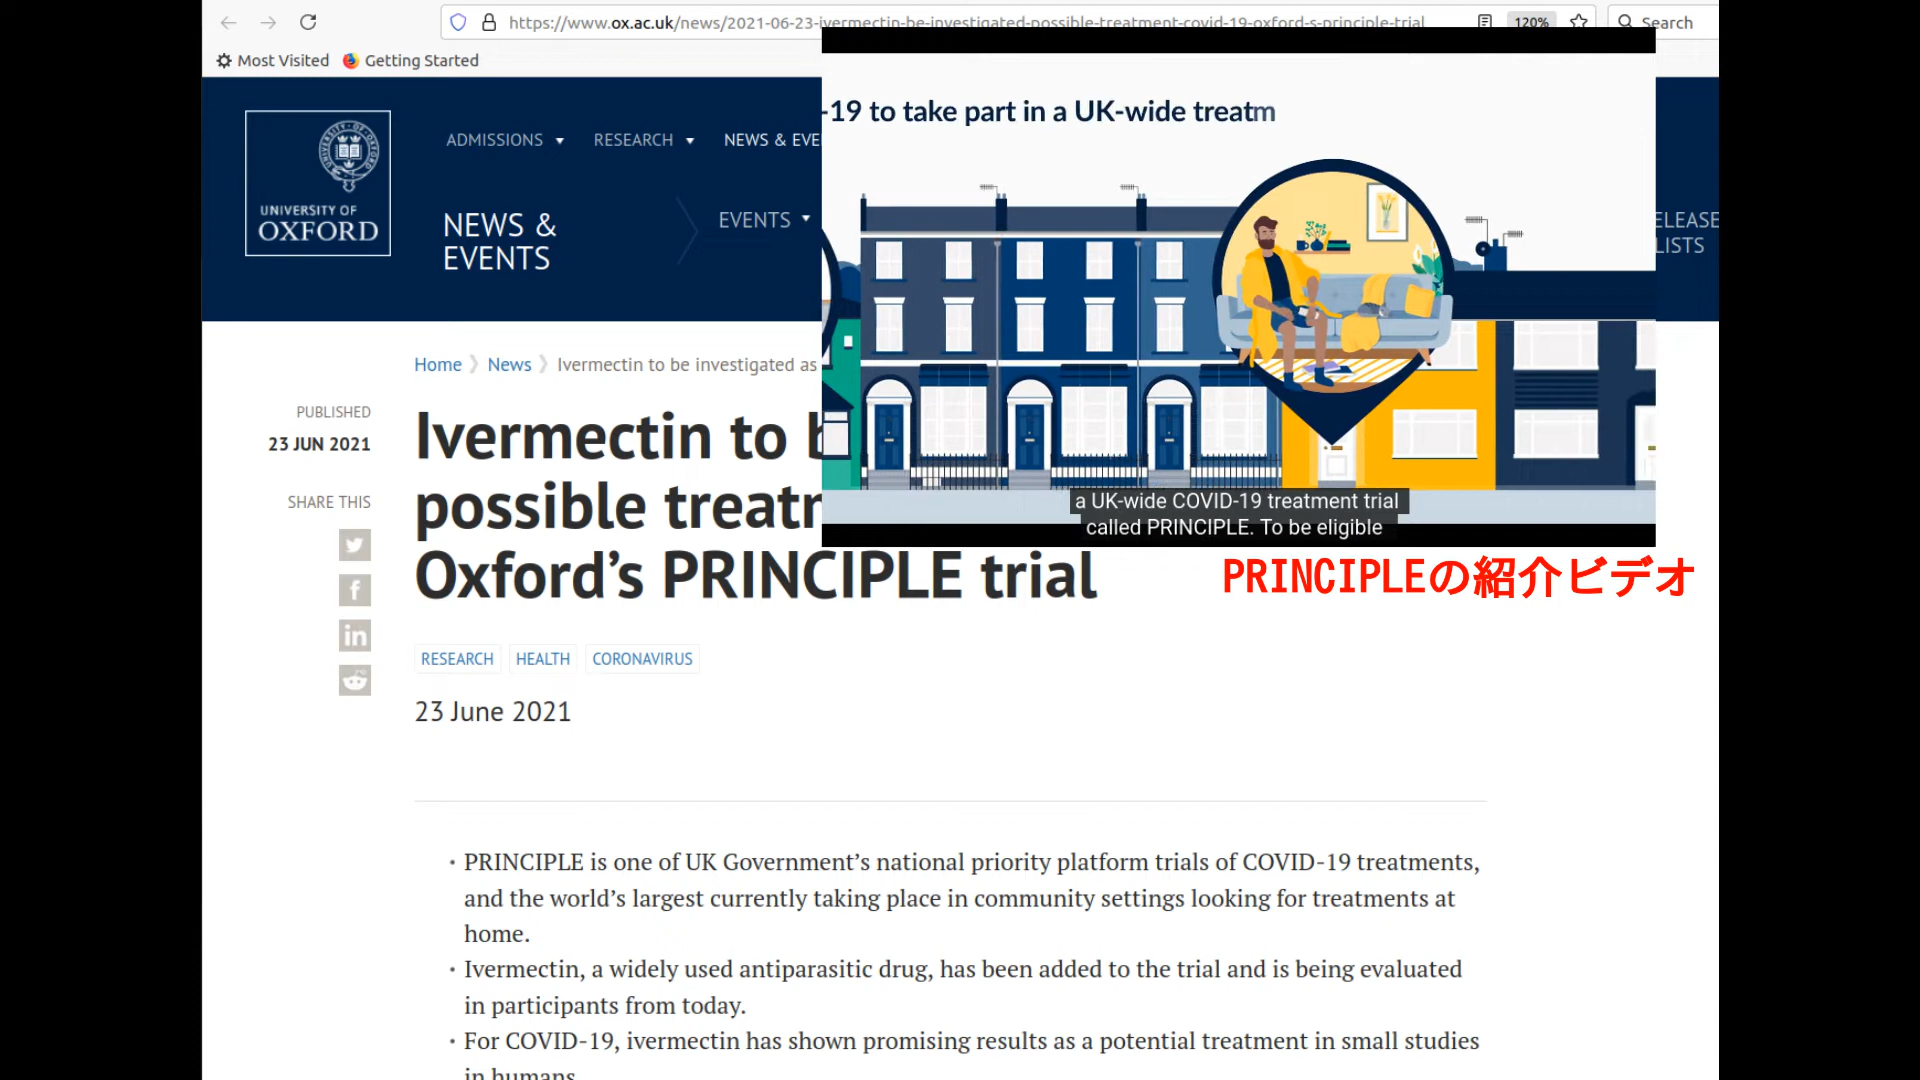 https://www.ox.ac.uk/news/2021-06-23-ivermectin-be-investigated-possible-treatment-covid-19-oxford-s-principle-trial
120%
Search
Most Visited
Getting Started
UNIVERSITY OF
OXFORD
ADMISSIONS
RESEARCH
NEWS & EVE
NEWS &
EVENTS
EVENTS
ELEASE
LISTS
-19 to take part in a UK-wide treatm
a UK-wide COVID-19 treatment trial
called PRINCIPLE. To be eligible
PRINCIPLEの紹介ビデオ
Home
News
Ivermectin to be investigated as
PUBLISHED
23 JUN 2021
SHARE THIS
Ivermectin to b
possible treatr
Oxford's PRINCIPLE trial
RESEARCH
HEALTH
CORONAVIRUS
23 June 2021
• PRINCIPLE is one of UK Government's national priority platform trials of COVID-19 treatments,
and the world's largest currently taking place in community settings looking for treatments at
home.
• Ivermectin, a widely used antiparasitic drug, has been added to the trial and is being evaluated
in participants from today.
• For COVID-19, ivermectin has shown promising results as a potential treatment in small studies
in humans